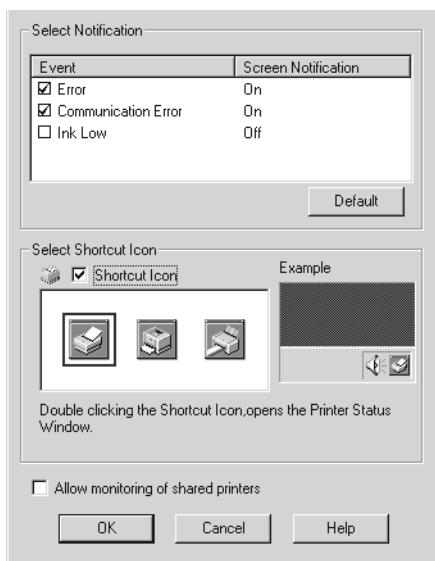 Select Notification
Event Screen Notification
Error On
Communication Error On
Ink Low Off
Default
Select Shortcut Icon
Shortcut Icon
Example
Double clicking the Shortcut Icon,opens the Printer Status
Window.
Allow monitoring of shared printers
OK Cancel Help